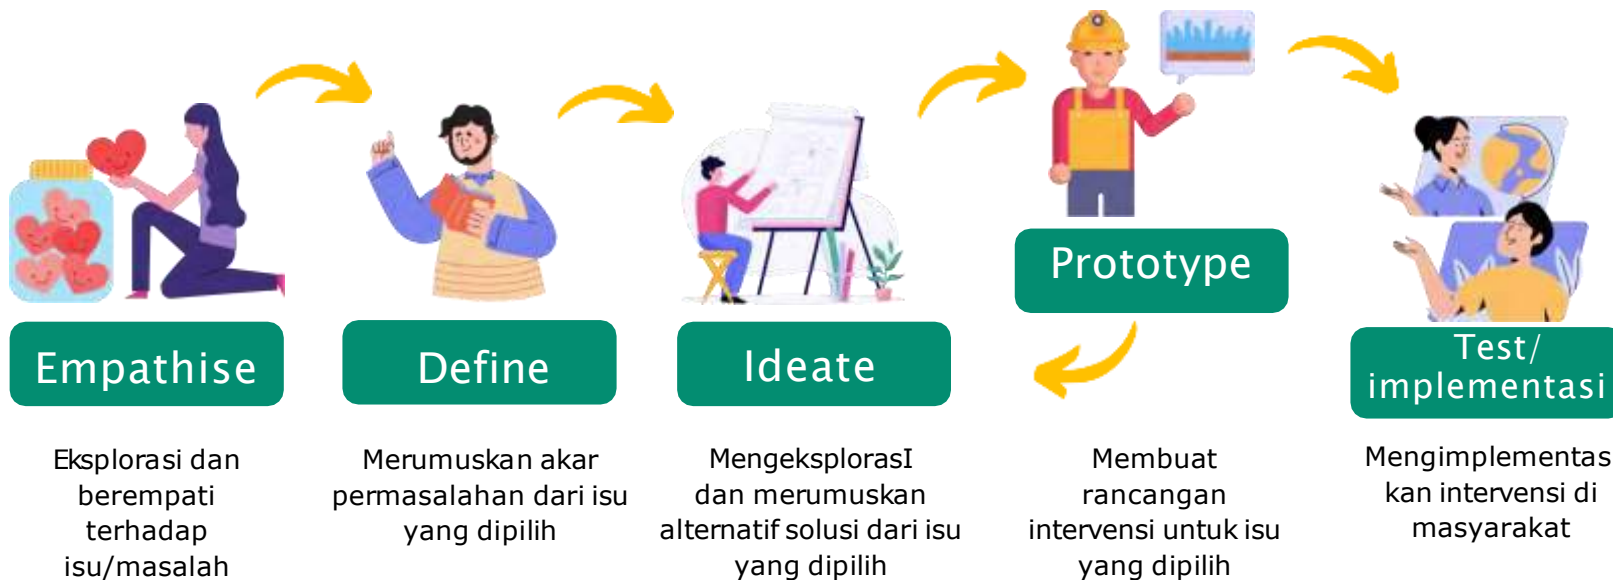 Empathise
Eksplorasi dan
berempati
terhadap
isu/masalah
Define
Merumuskan akar
permasalahan dari isu
yang dipilih
Ideate
MengeksplorasI
dan merumuskan
alternatif solusi dari isu
yang dipilih
Prototype
Membuat
rancangan
intervensi untuk isu
yang dipilih
Test/
implementasi
Mengimplementas
kan intervensi di
masyarakat